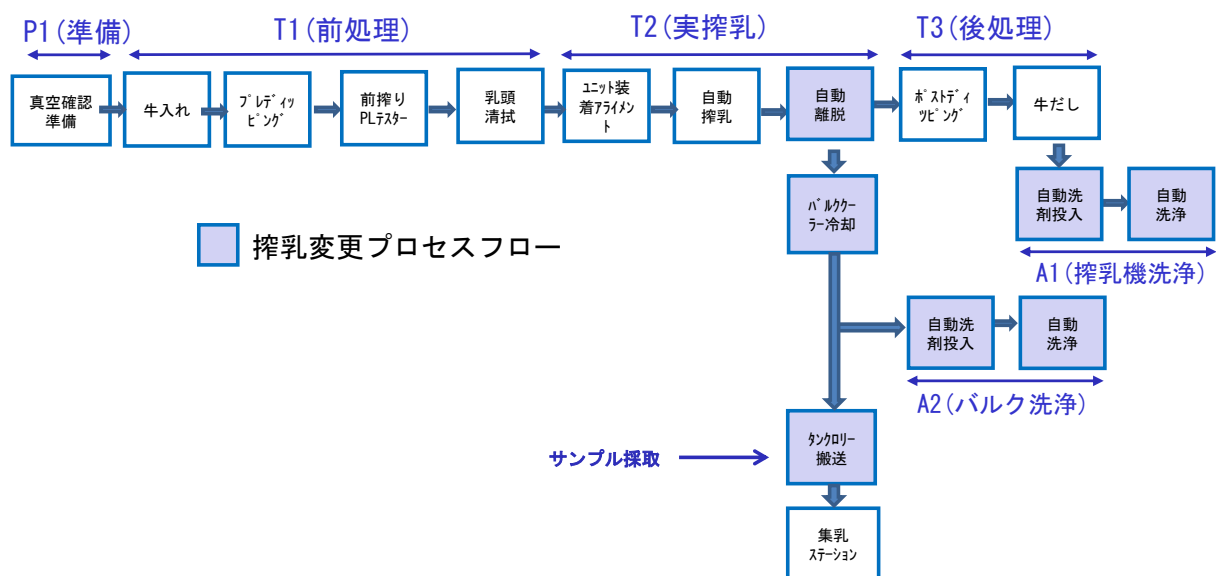 P1(準備)
T1(前処理)
T2(実搾乳)
T3(後処理)
真空確認
準備
牛入れ
ﾌﾟﾚﾃﾞｨｯ
ﾋﾟﾝｸﾞ
前搾り
PLﾃｽﾀｰ
乳頭
清拭
ﾕﾆｯﾄ装
着ｱﾗｲﾒﾝ
ﾄ
自動
搾乳
自動
離脱
ﾎﾟｽﾄﾃﾞｨ
ﾂﾋﾟﾝｸﾞ
牛だし
ﾊﾞﾙｸｸｰ
ﾗｰ冷却
自動洗
剤投入
自動
洗浄
A1(搾乳機洗浄)
搾乳変更プロセスフロー
自動洗
剤投入
自動
洗浄
A2(バルク洗浄)
サンプル採取
ﾀﾝｸﾛﾘｰ
搬送
集乳
ｽﾃｰｼｮﾝ